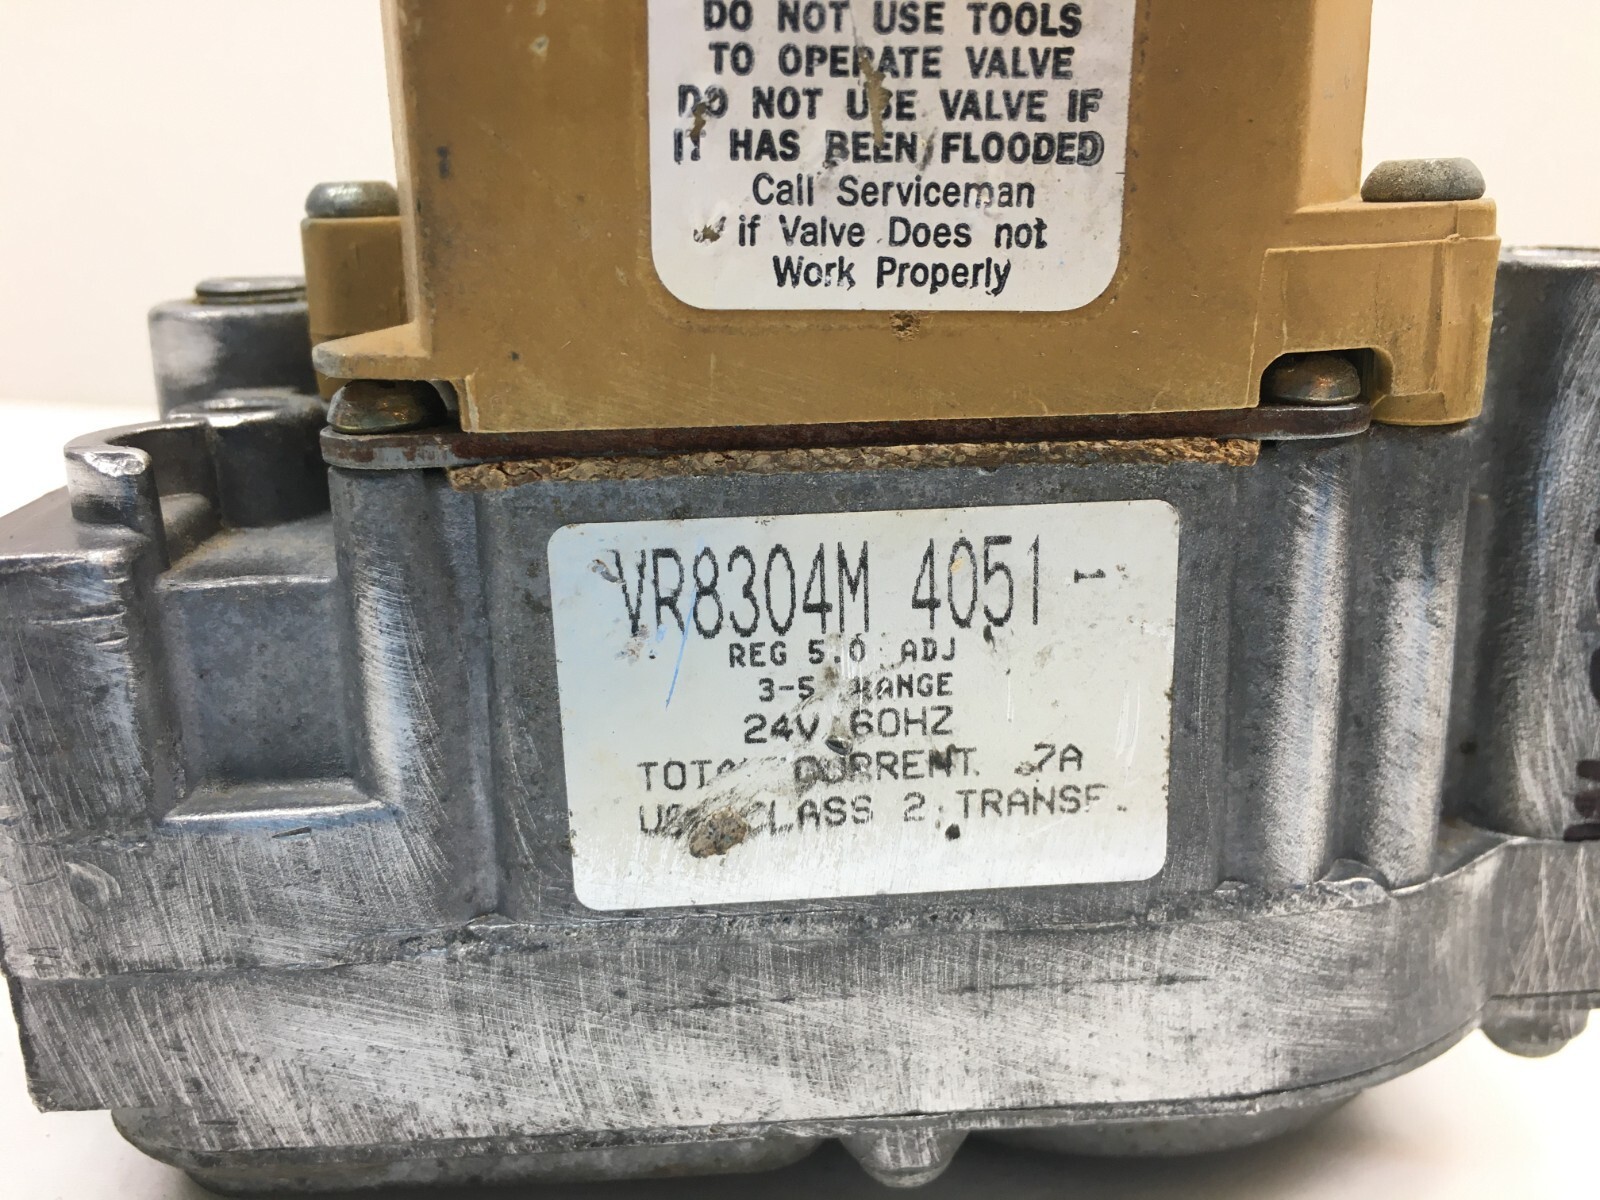 DO NOT USE TOOLS
TO OPERATE VALVE
DO NOT USE VALVE IF
IT HAS BEEN FLOODED
Call Serviceman
if Valve Does not
Work Properly
VR8304M 4051 -
REG 5.0 ADJ
3-5 RANGE
24V 60HZ
TOTAL CURRENT .7A
CLASS 2 TRANSF.